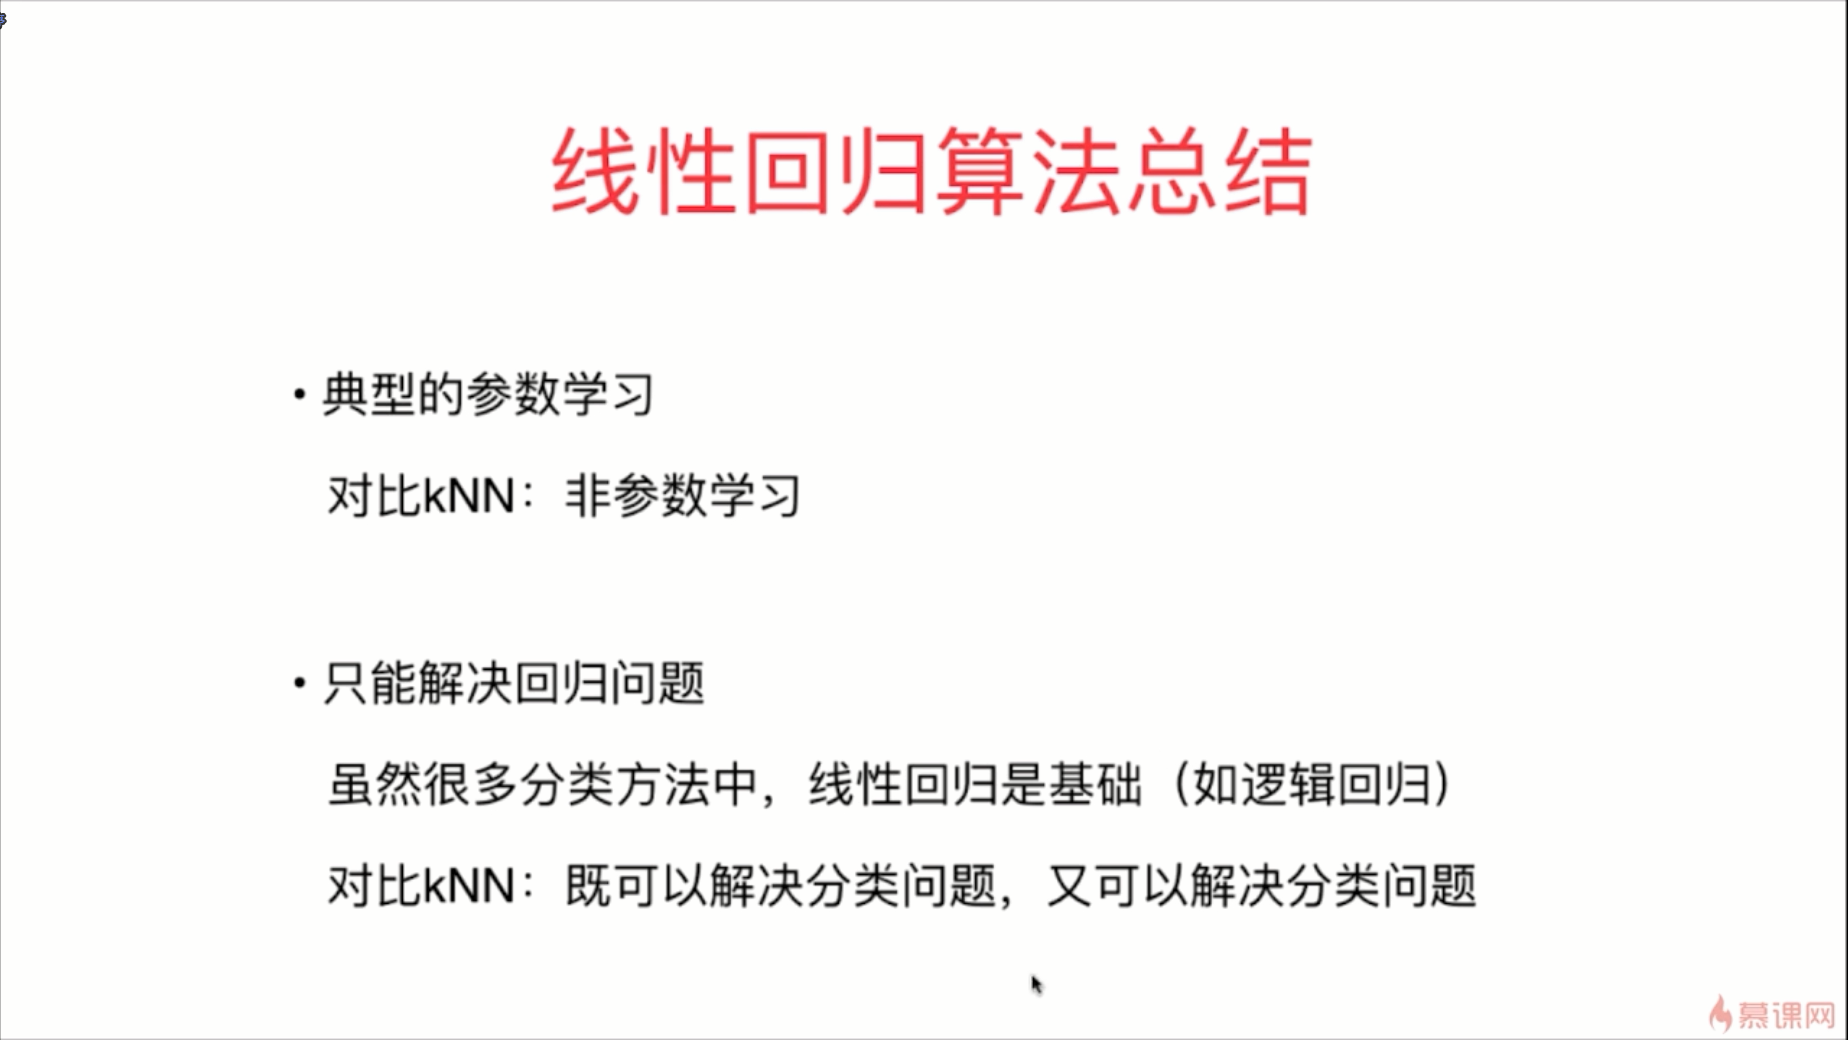 线性回归算法总结
• 典型的参数学习
对比kNN：非参数学习
• 只能解决回归问题
虽然很多分类方法中，线性回归是基础（如逻辑回归）
对比kNN：既可以解决分类问题，又可以解决分类问题
慕课网